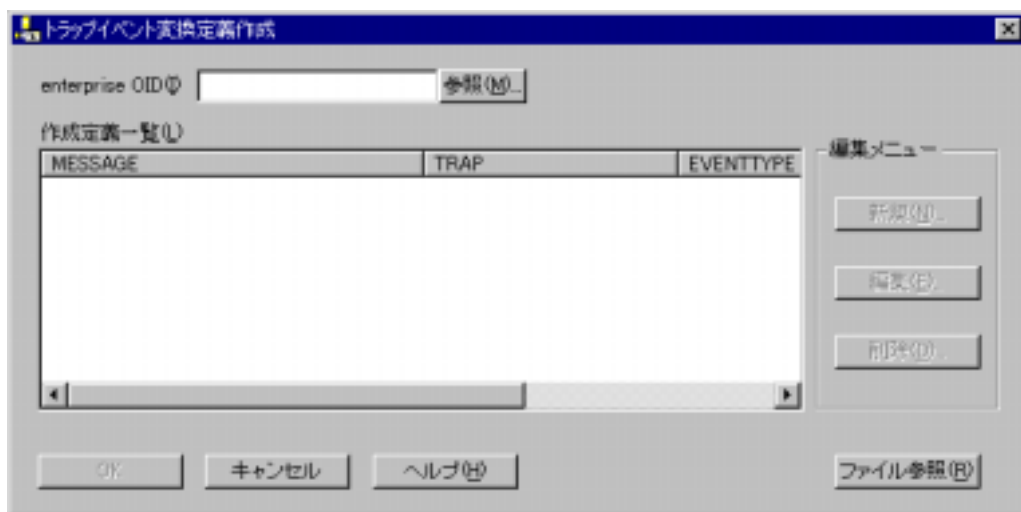 トラップイベント変換定義作成
enterprise OID(I) 参照(M)...
作成定義一覧(L)
MESSAGE TRAP EVENTTYPE
編集メニュー
新規(N)...
編集(E)...
削除(D)...
OK キャンセル ヘルプ(H) ファイル参照(R)